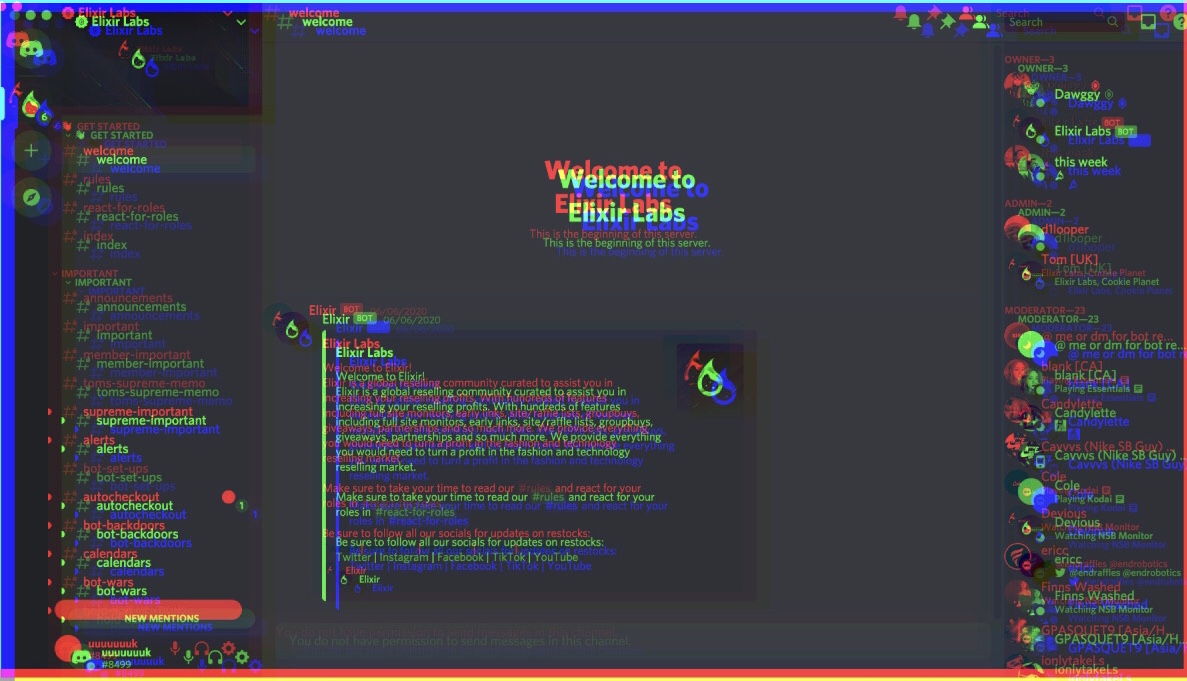 Elixir Labs
Elixir Labs
6
GET STARTED
# welcome
# rules
# react-for-roles
# index
IMPORTANT
# announcements
# important
# member-important
# toms-supreme-memo
# supreme-important
# alerts
# bot-set-ups
# autocheckout
1
# bot-backdoors
# calendars
# bot-wars
NEW MENTIONS
uuuuuuuk
#8499
# welcome
Search
Welcome to
Elixir Labs
This is the beginning of this server.
Elixir BOT 06/06/2020
Elixir Labs
Welcome to Elixir!
Elixir is a global reselling community curated to assist you in
increasing your reselling profits. With hundreds of features
including full site monitors, early links, site/raffle lists, groupbuys,
giveaways, partnerships and so much more. We provide everything
you would need to turn a profit in the fashion and technology
reselling market.
Make sure to take your time to read our #rules and react for your
roles in #react-for-roles
Be sure to follow all our socials for updates on restocks:
Twitter | Instagram | Facebook | TikTok | YouTube
Elixir
You do not have permission to send messages in this channel.
OWNER—3
Dawggy
Elixir Labs BOT
this week
ADMIN—2
d1looper
Tom [UK]
Elixir Labs, Cookie Planet
MODERATOR—23
@ me or dm for bot re...
blank [CA]
Playing Essentials
Candylette
Cavvvs (Nike SB Guy)
Cole
Playing Kodai
Devious
Watching NSB Monitor
ericc
@endraffles @endrobotics
Finns Washed
Watching NSB Monitor
GPASQUET9 [Asia/H...
ionlytakeLs